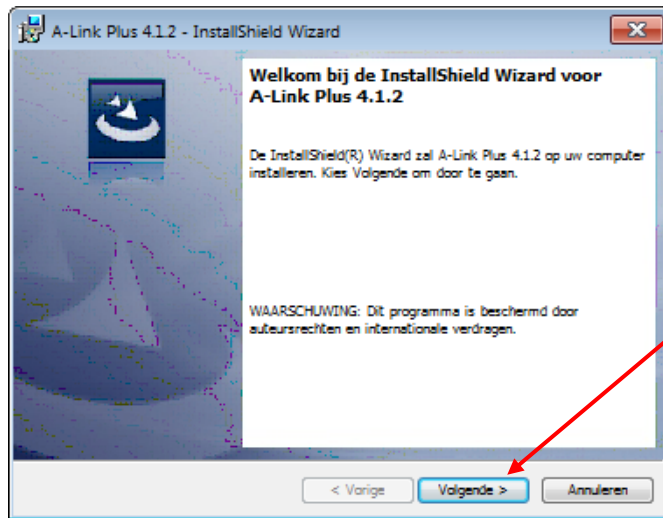 A-Link Plus 4.1.2 - InstallShield Wizard
Welkom bij de InstallShield Wizard voor
A-Link Plus 4.1.2
De InstallShield(R) Wizard zal A-Link Plus 4.1.2 op uw computer
installeren. Kies Volgende om door te gaan.
WAARSCHUWING: Dit programma is beschermd door
auteursrechten en internationale verdragen.
< Vorige
Volgende >
Annuleren